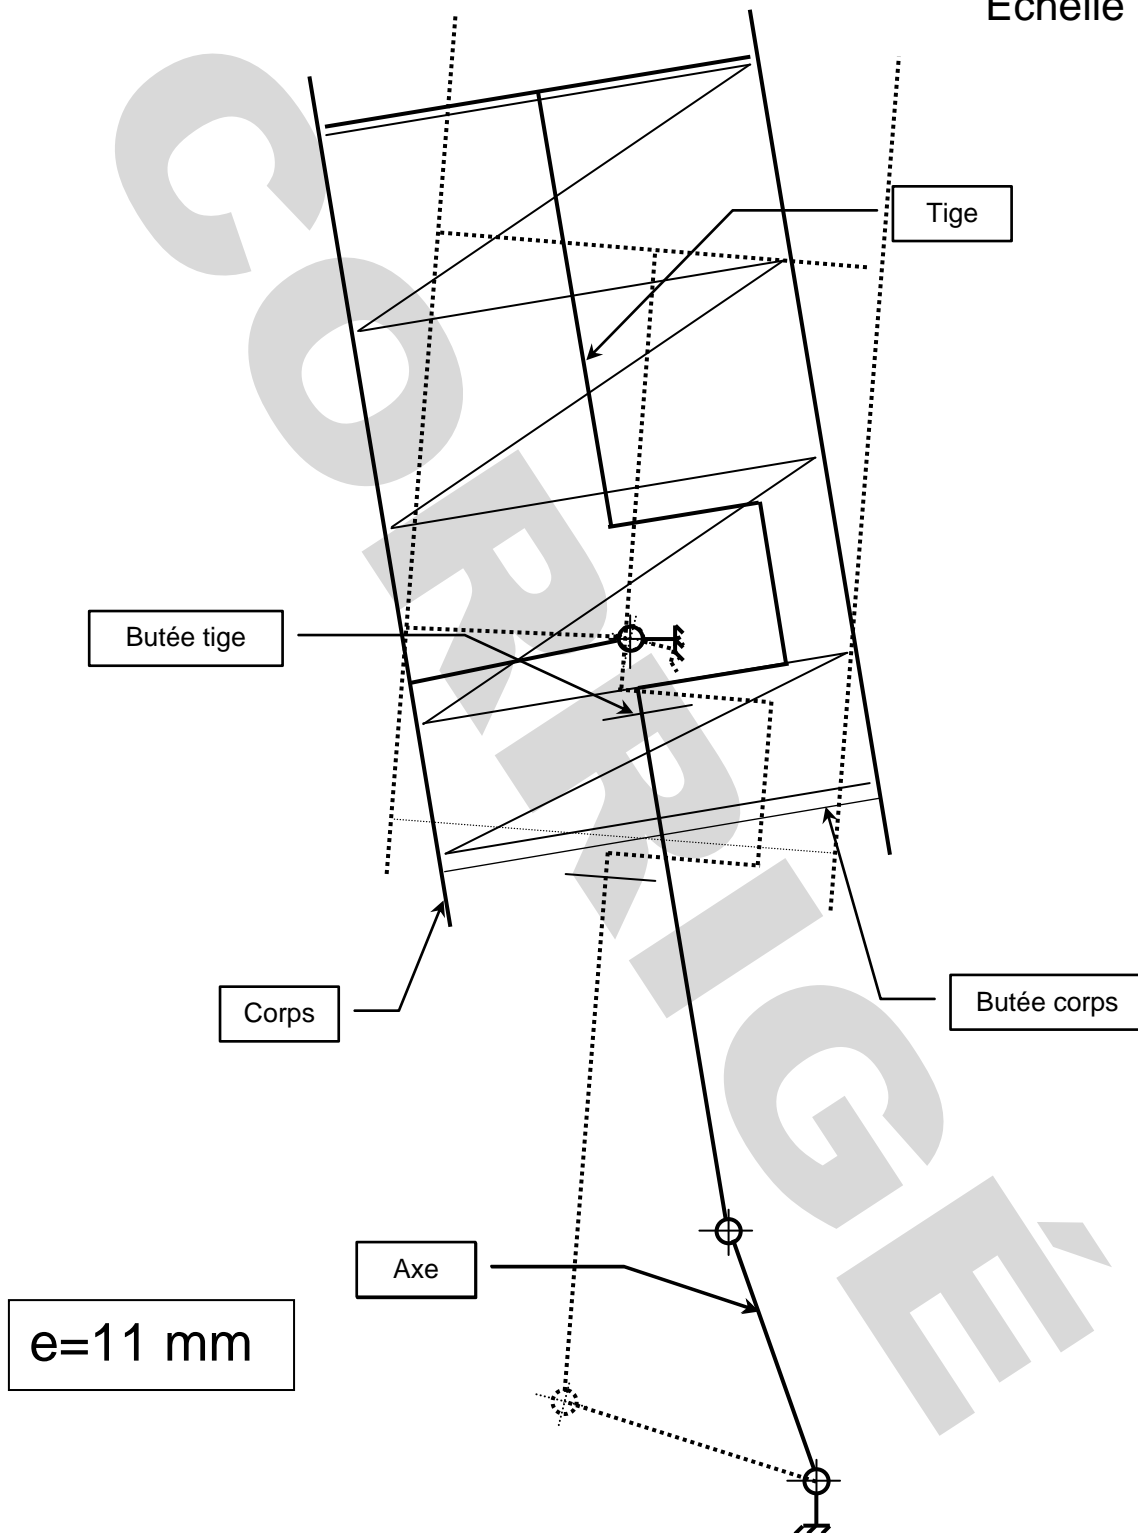 Echelle
Tige
Butée tige
Corps
Butée corps
Axe
e=11 mm
CORRIGÉ